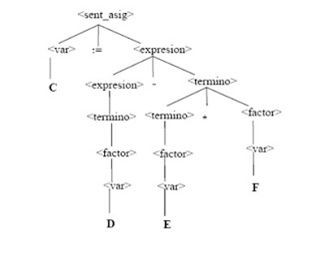 <sent_asig>
<var> := <expresion>
C <expresion> - <termino>
<termino> <termino> * <factor>
<factor> <factor> <var>
<var> <var> F
D E